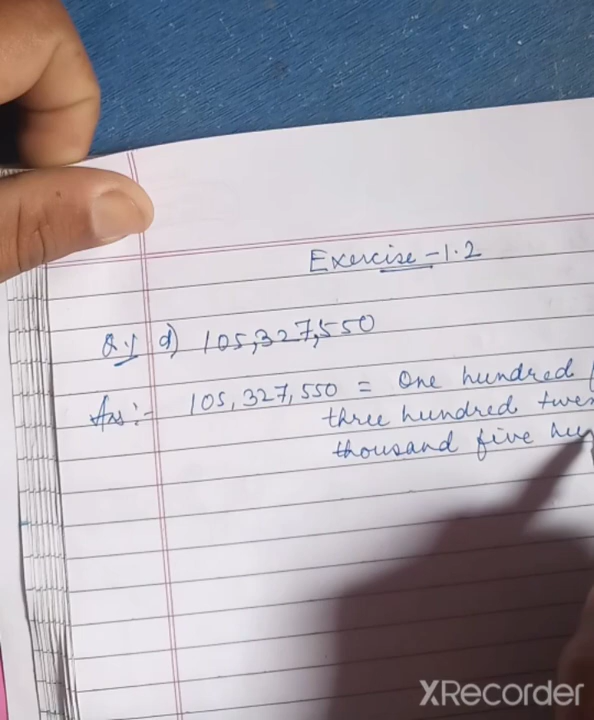 Exercise - 1.2
Q.1 d) 105,327,550
Ans:- 105,327,550 = One hundred
three hundred
thousand five
XRecorder